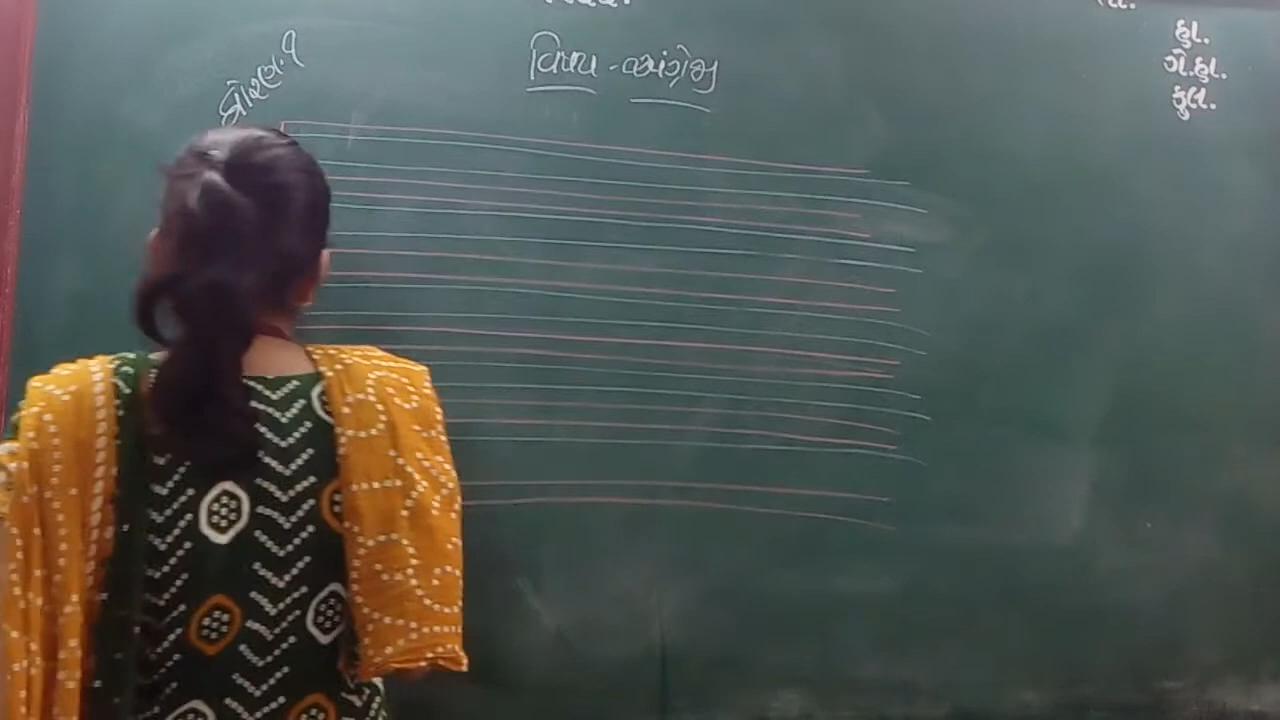 ધોરણ.૧
વિષય - અંગ્રેજી
હા.
ગે.હા.
કુલ.